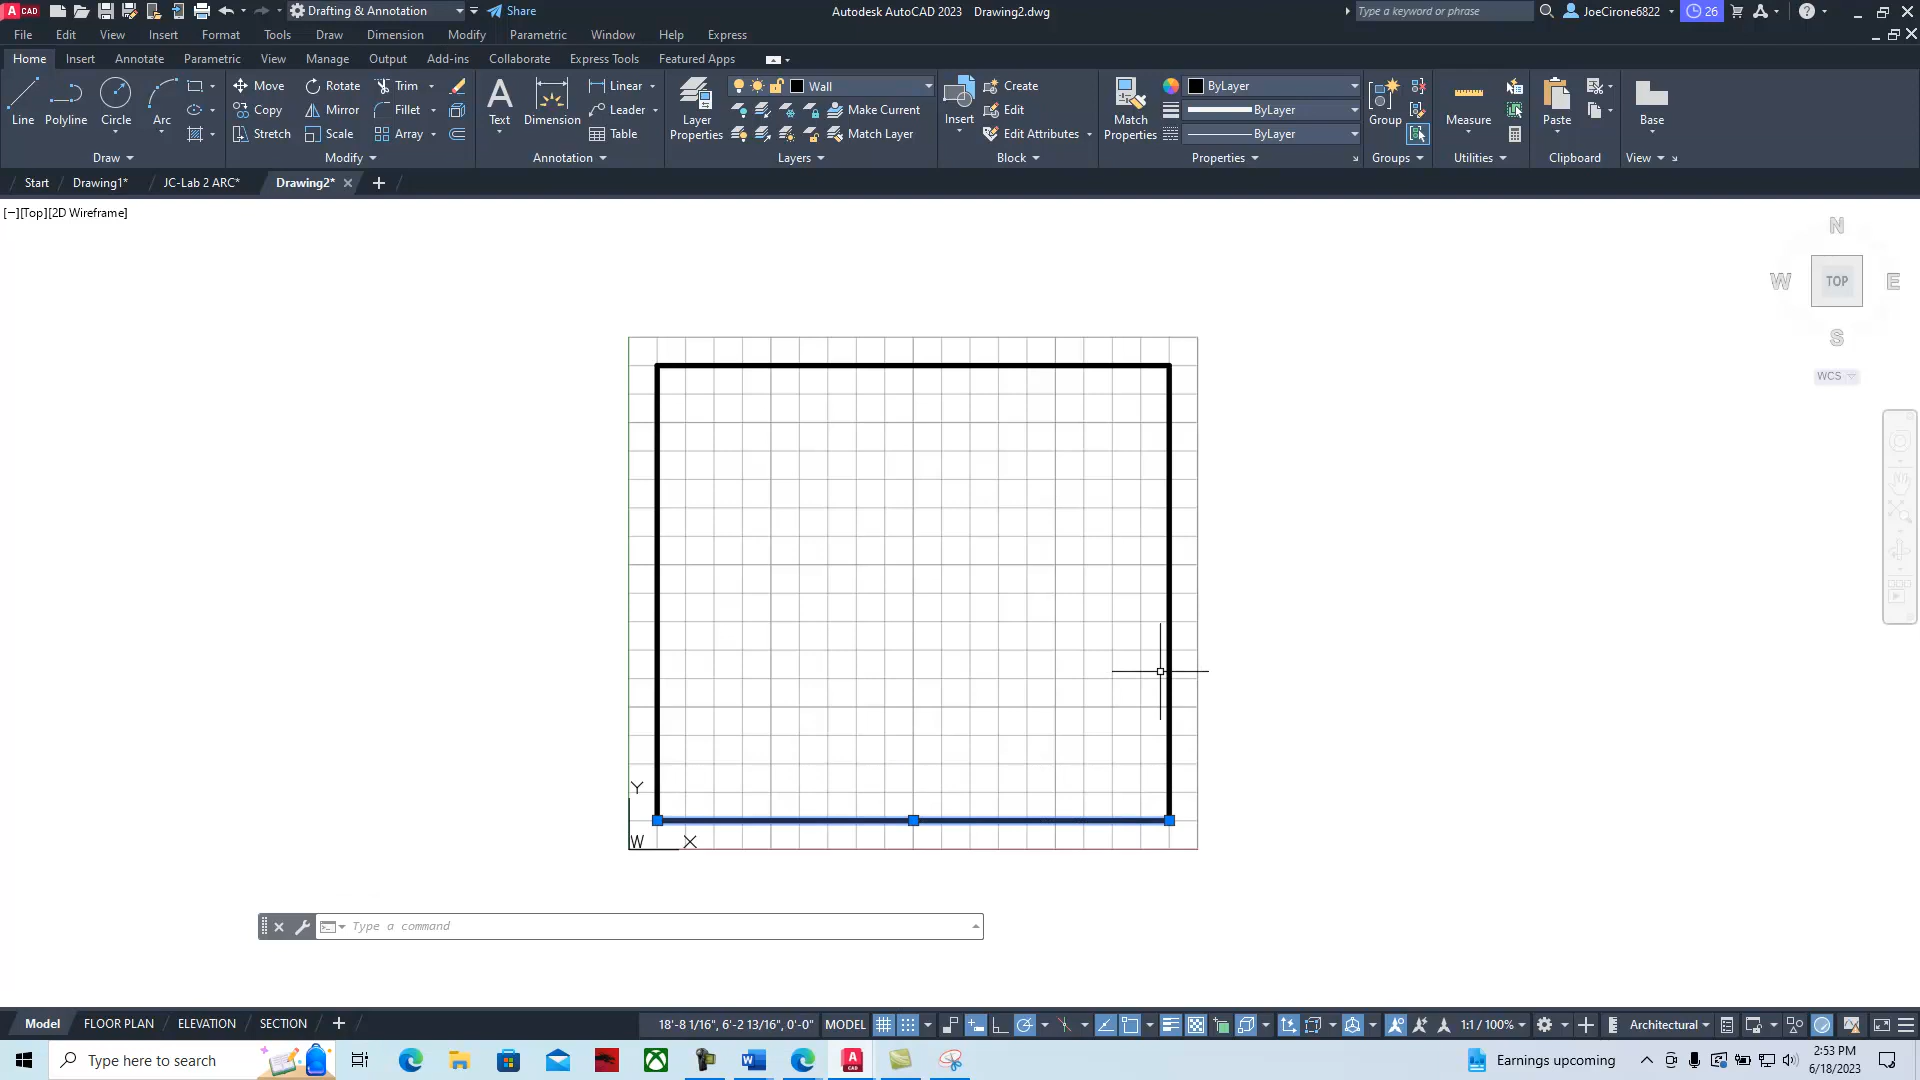 CAD
Drafting & Annotation
Share
Autodesk AutoCAD 2023 Drawing2.dwg
Type a keyword or phrase
JoeCirone6822
26
File Edit View Insert Format Tools Draw Dimension Modify Parametric Window Help Express
Home Insert Annotate Parametric View Manage Output Add-ins Collaborate Express Tools Featured Apps
Line Polyline Circle Arc
Draw
Move Rotate Trim
Copy Mirror Fillet
Stretch Scale Array
Modify
Text Dimension
Linear
Leader
Table
Annotation
Layer Properties
Wall
Make Current
Match Layer
Layers
Insert
Create
Edit
Edit Attributes
Block
Match Properties
ByLayer
ByLayer
ByLayer
Properties
Group
Groups
Measure
Utilities
Paste
Clipboard
Base
View
Start Drawing1* JC-Lab 2 ARC* Drawing2*
[−][Top][2D Wireframe]
N
W TOP E
S
WCS
Y
W X
Type a command
Model FLOOR PLAN ELEVATION SECTION
18'-8 1/16", 6'-2 13/16", 0'-0" MODEL
1:1 / 100%
Architectural
Type here to search
Earnings upcoming
2:53 PM
6/18/2023